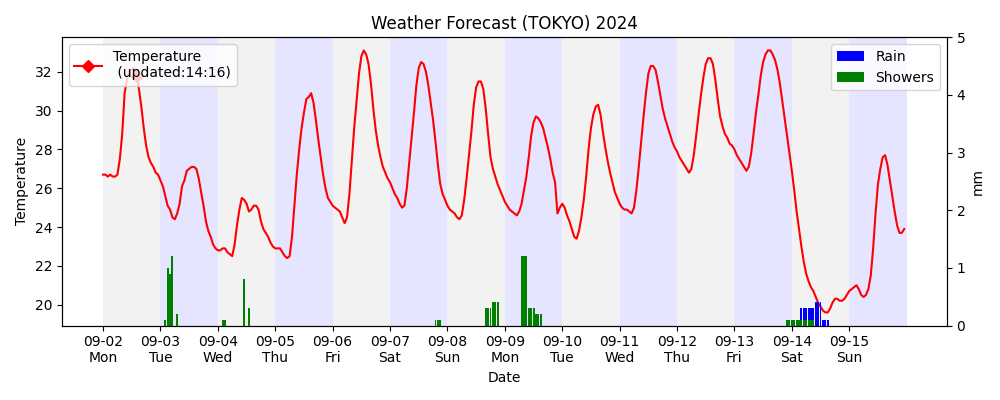 Weather Forecast (TOKYO) 2024
Temperature
(updated:14:16)
Rain
Showers
Temperature
32
30
28
26
24
22
20
5
4
3
2
1
0
mm
09-02 09-03 09-04 09-05 09-06 09-07 09-08 09-09 09-10 09-11 09-12 09-13 09-14 09-15
Mon Tue Wed Thu Fri Sat Sun Mon Tue Wed Thu Fri Sat Sun
Date